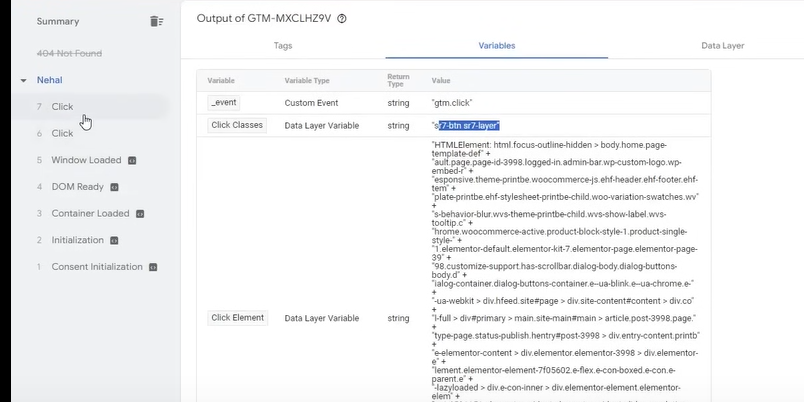 Summary
404 Not Found
Nehal
7 Click
6 Click
5 Window Loaded
4 DOM Ready
3 Container Loaded
2 Initialization
1 Consent Initialization
Output of GTM-MXCLHZ9V
Tags Variables Data Layer
Variable Variable Type Return Type Value
_event Custom Event string "gtm.click"
Click Classes Data Layer Variable string "sr7-btn sr7-layer"
Click Element Data Layer Variable string
"HTMLElement: html.focus-outline-hidden > body.home.page-
template-def" +
"ault.page.page-id-3998.logged-in.admin-bar.wp-custom-logo.wp-
embed-r" +
"esponsive.theme-printbe.woocommerce-js.ehf-header.ehf-footer.ehf-
tem" +
"plate-printbe.ehf-stylesheet-printbe-child.woo-variation-swatches.wv"
+
"s-behavior-blur.wvs-theme-printbe-child.wvs-show-label.wvs-
tooltip.c" +
"hrome.woocommerce-active.product-block-style-1.product-single-
style-" +
"1.elementor-default.elementor-kit-7.elementor-page.elementor-page-
39" +
"98.customize-support.has-scrollbar.dialog-body.dialog-buttons-
body.d" +
"ialog-container.dialog-buttons-container.e--ua-blink.e--ua-chrome.e-"
+
"-ua-webkit > div.hfeed.site#page > div.site-content#content > div.co"
+
"l-full > div#primary > main.site-main#main > article.post-3998.page."
+
"type-page.status-publish.hentry#post-3998 > div.entry-content.printb"
+
"e-elementor-content > div.elementor.elementor-3998 > div.elementor-
e" +
"lement.elementor-element-7f05602.e-flex.e-con-boxed.e-con.e-
parent.e" +
"-lazyloaded > div.e-con-inner > div.elementor-element.elementor-
elem" +